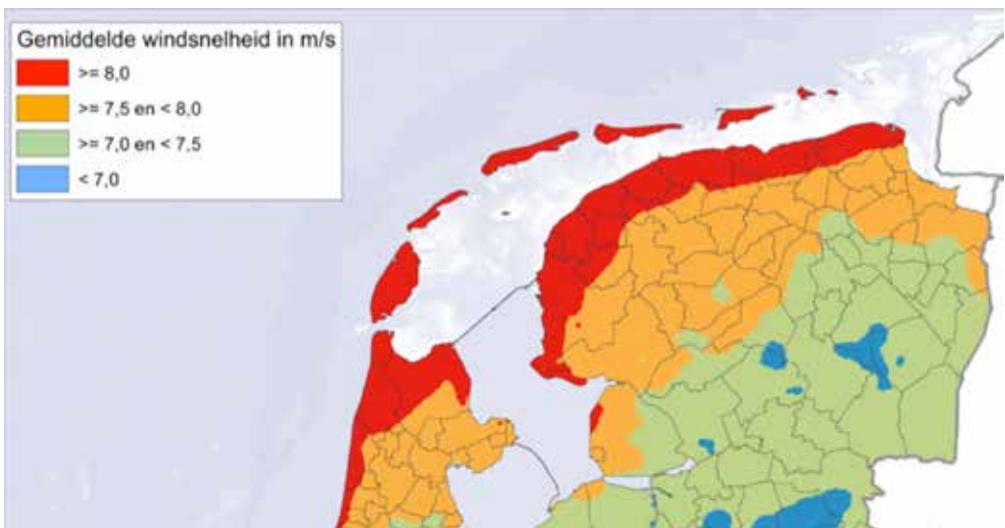 Gemiddelde windsnelheid in m/s
>= 8,0
>= 7,5 en < 8,0
>= 7,0 en < 7,5
< 7,0